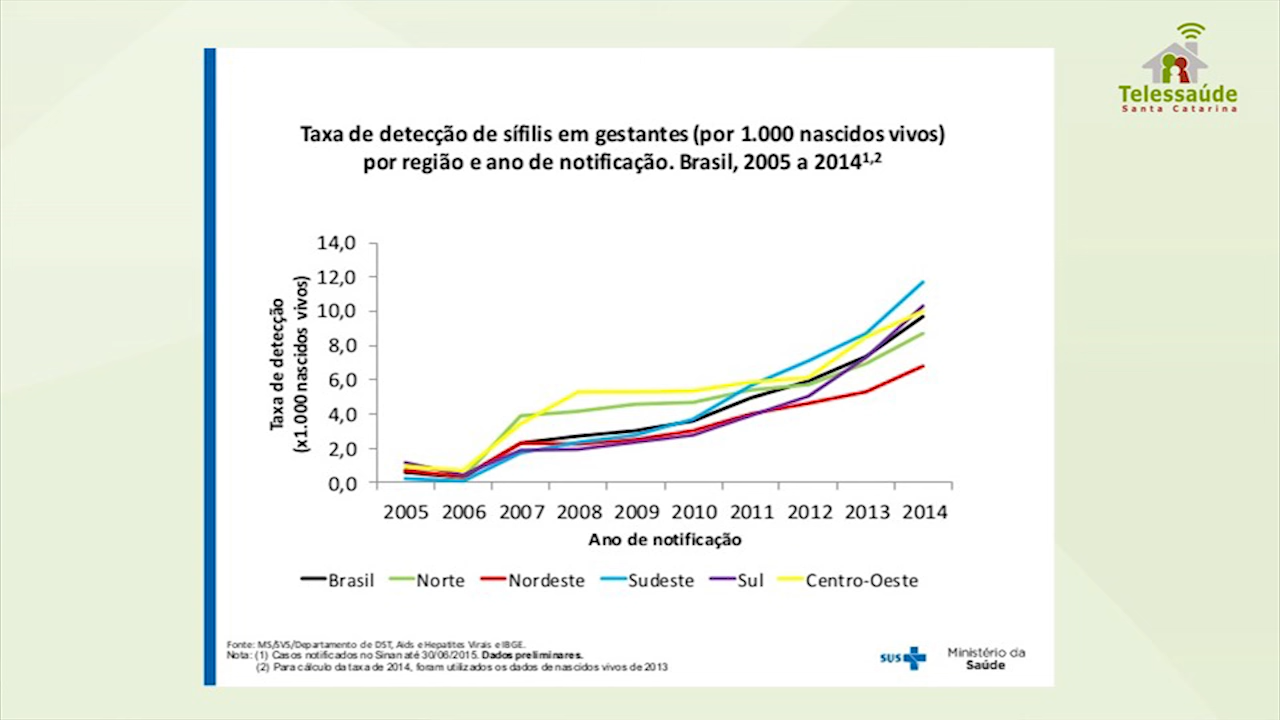 Telessaúde
Santa Catarina
Taxa de detecção de sífilis em gestantes (por 1.000 nascidos vivos)
por região e ano de notificação. Brasil, 2005 a 2014¹,²
Taxa de detecção
(x1.000 nascidos vivos)
14,0
12,0
10,0
8,0
6,0
4,0
2,0
0,0
2005 2006 2007 2008 2009 2010 2011 2012 2013 2014
Ano de notificação
Brasil Norte Nordeste Sudeste Sul Centro-Oeste
Fonte: MS/SVS/Departamento de DST, Aids e Hepatites Virais e IBGE.
Nota: (1) Casos notificados no Sinan até 30/06/2015. Dados preliminares.
(2) Para cálculo da taxa de 2014, foram utilizados os dados de nascidos vivos de 2013
SUS
Ministério da
Saúde